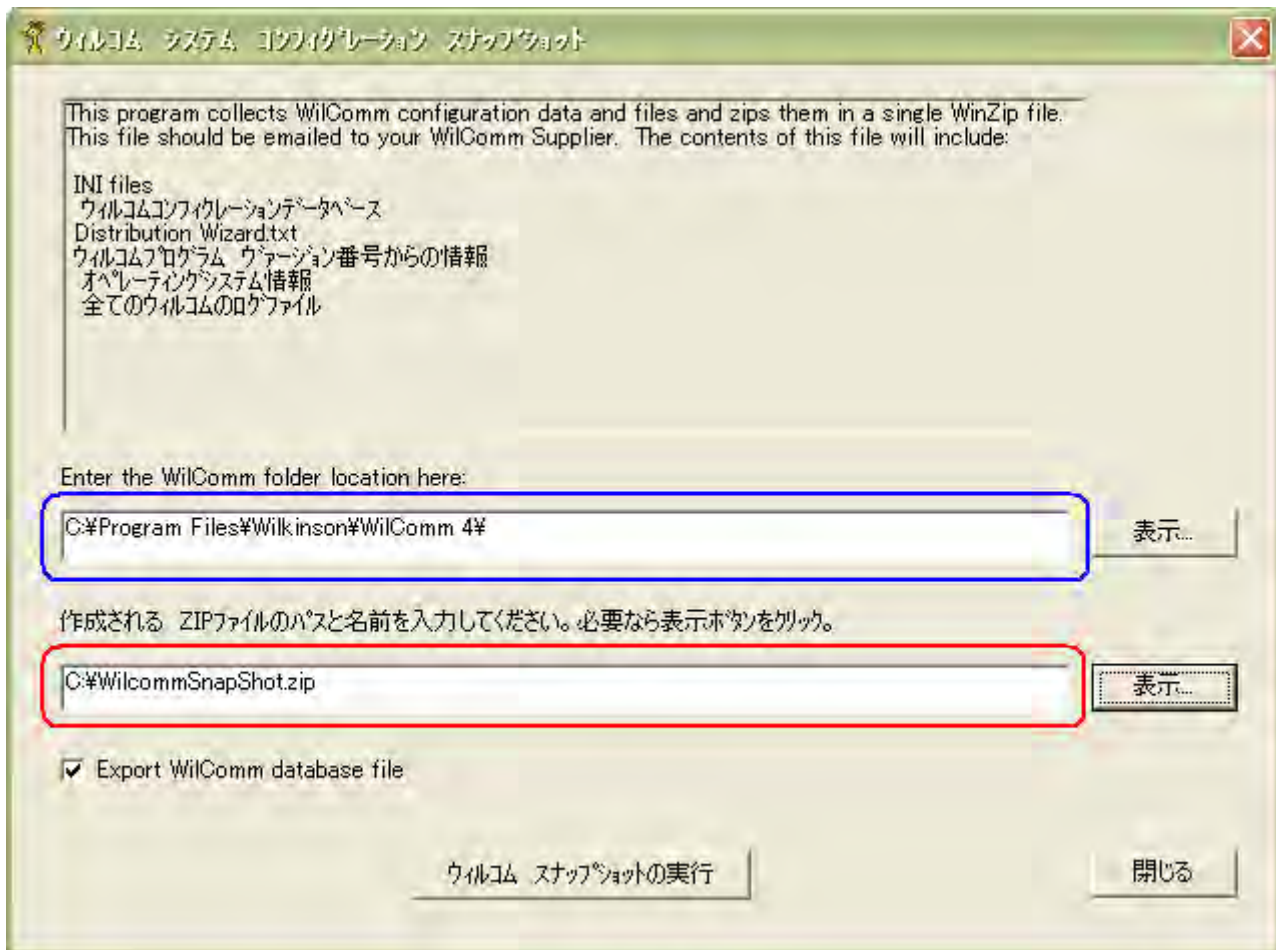 ｳｨﾙｺﾑ ｼｽﾃﾑ ｺﾝﾌｨｸﾞﾚｰｼｮﾝ ｽﾅｯﾌﾟｼｮｯﾄ
This program collects WilComm configuration data and files and zips them in a single WinZip file.
This file should be emailed to your WilComm Supplier.  The contents of this file will include:
INI files
ｳｨﾙｺﾑｺﾝﾌｨｸﾚｰｼｮﾝﾃﾞｰﾀﾍﾞｰｽ
Distribution Wizard.txt
ｳｨﾙｺﾑﾌﾟﾛｸﾞﾗﾑ ｳﾞｧｰｼﾞｮﾝ番号からの情報
ｵﾍﾟﾚｰﾃｨﾝｸﾞｼｽﾃﾑ情報
全てのｳｨﾙｺﾑのﾛｸﾞﾌｧｲﾙ
Enter the WilComm folder location here:
C:¥Program Files¥Wilkinson¥WilComm 4¥
表示...
作成される ZIPﾌｧｲﾙのﾊﾟｽと名前を入力してください。必要なら表示ﾎﾞﾀﾝをｸﾘｯｸ。
C:¥WilcommSnapShot.zip
表示...
Export WilComm database file
ｳｨﾙｺﾑ ｽﾅｯﾌﾟｼｮｯﾄの実行
閉じる